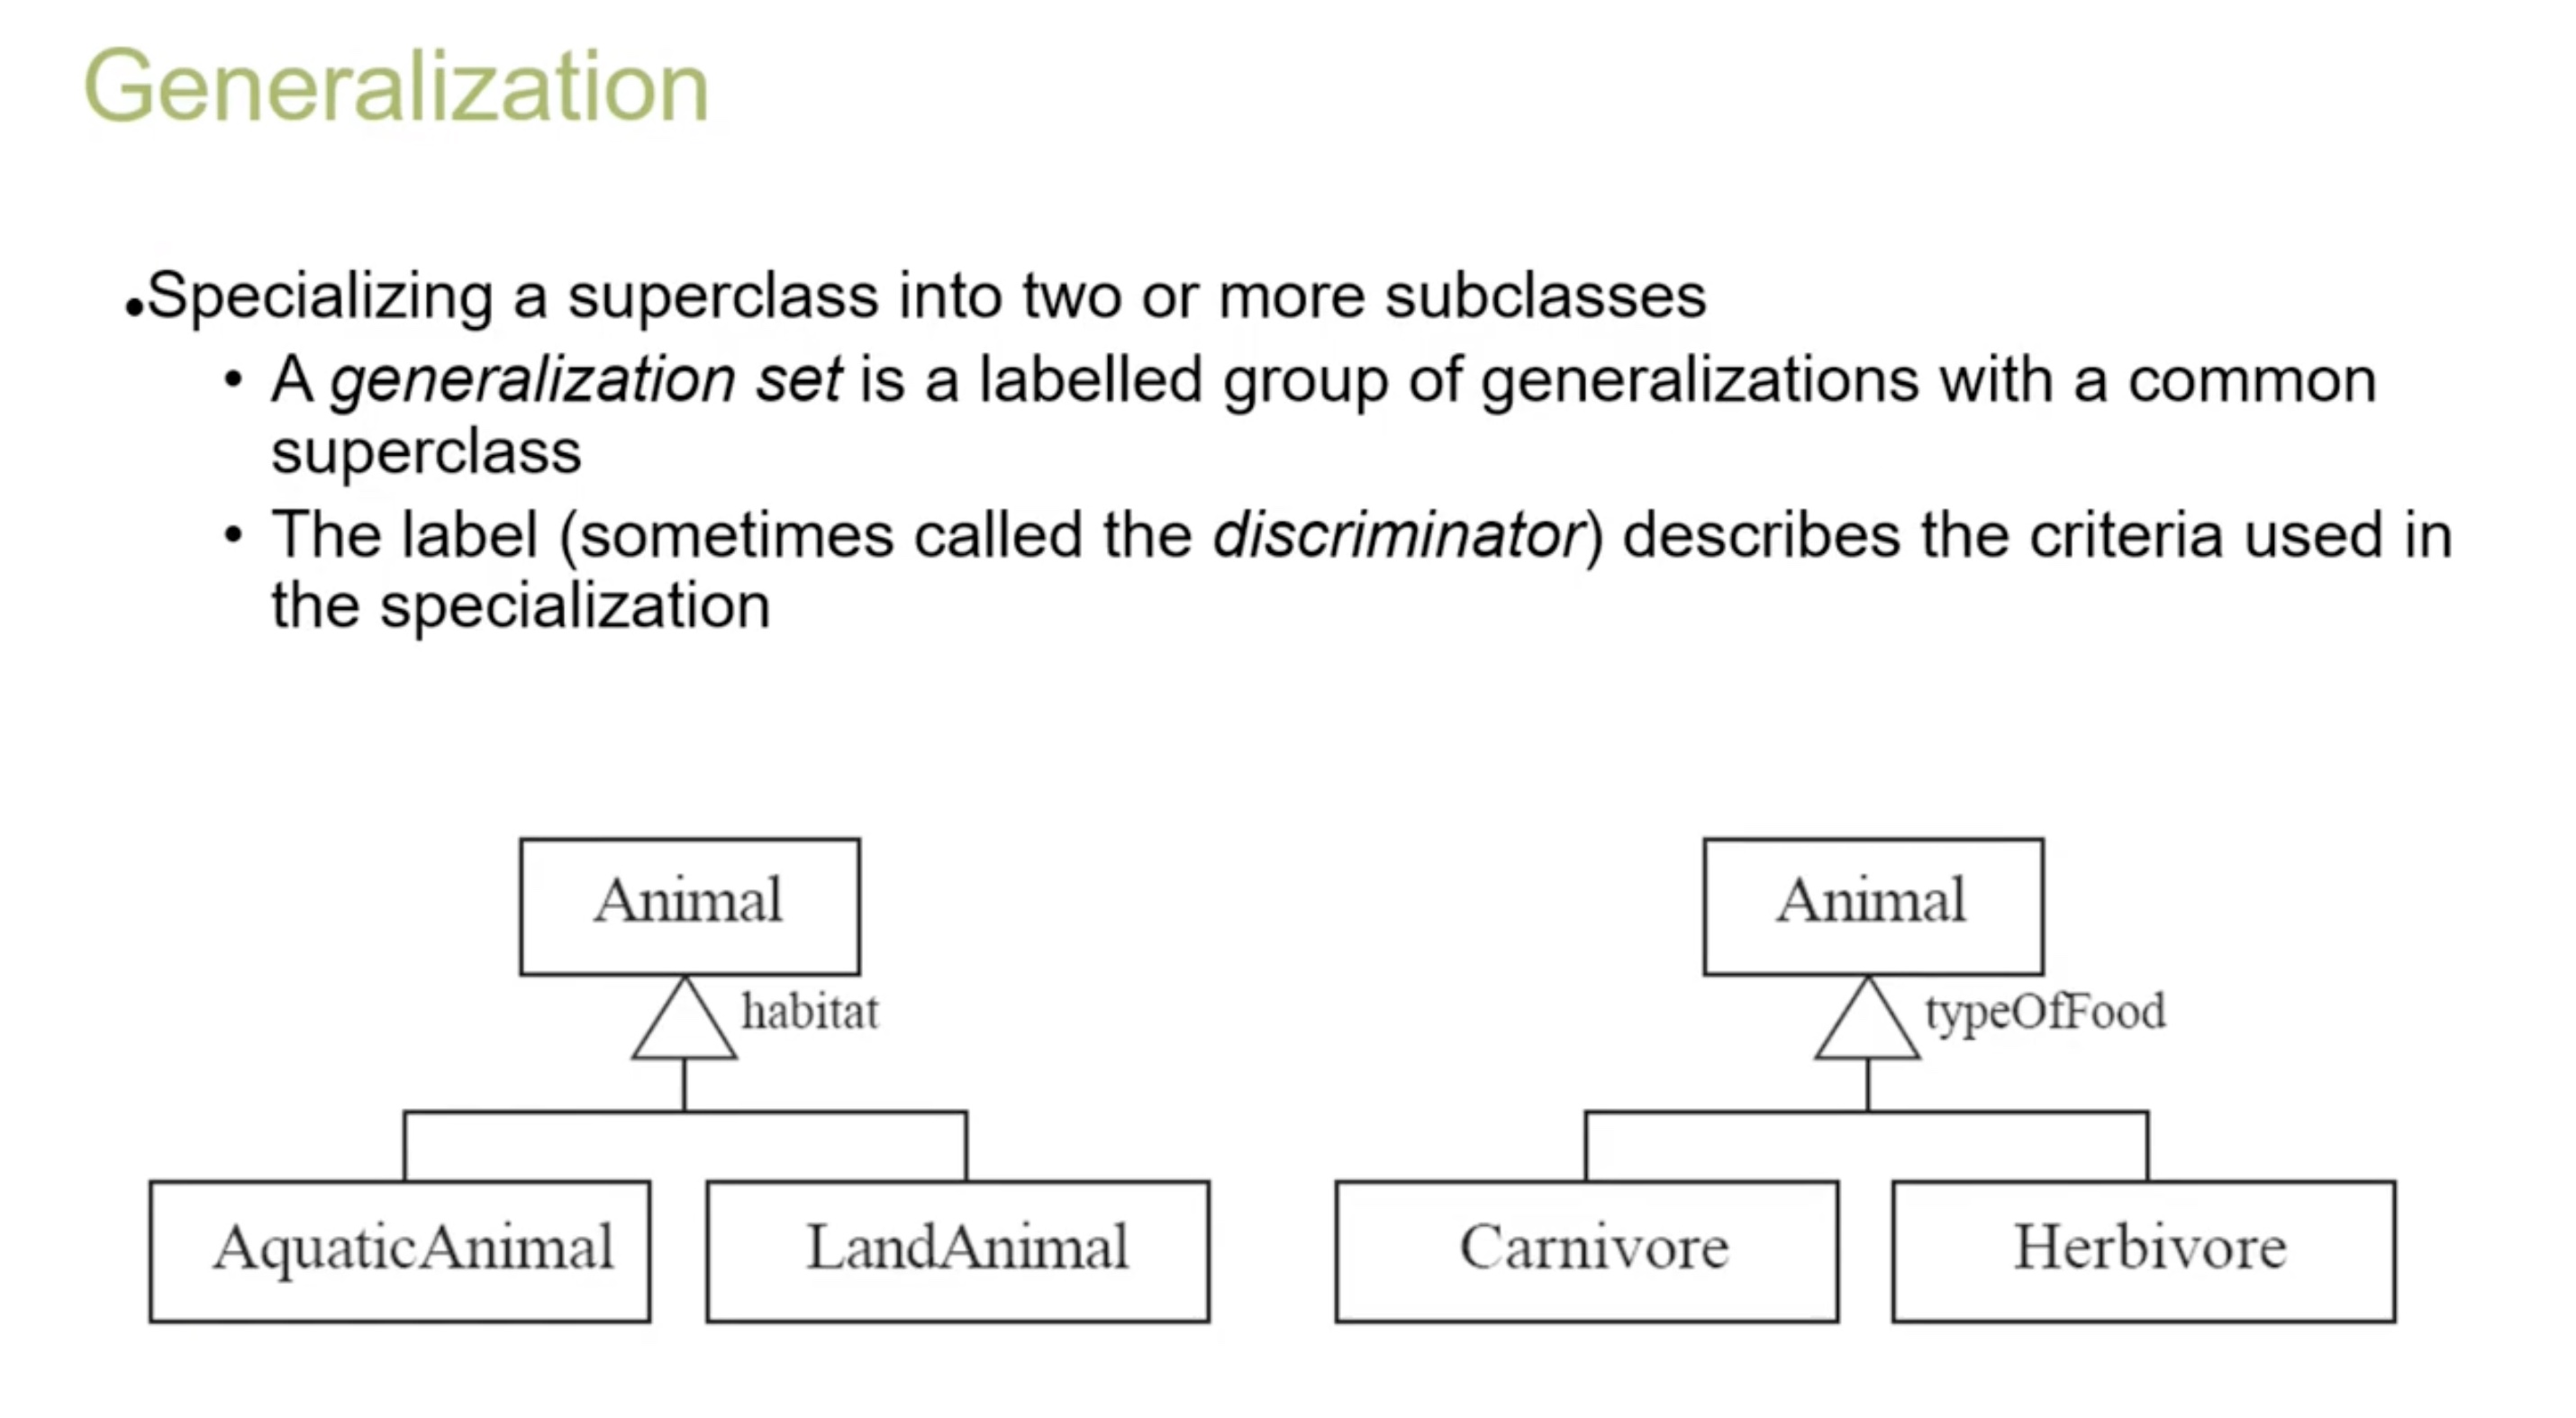 Generalization
•Specializing a superclass into two or more subclasses
• A generalization set is a labelled group of generalizations with a common
superclass
• The label (sometimes called the discriminator) describes the criteria used in
the specialization
Animal
habitat
AquaticAnimal
LandAnimal
Animal
typeOfFood
Carnivore
Herbivore